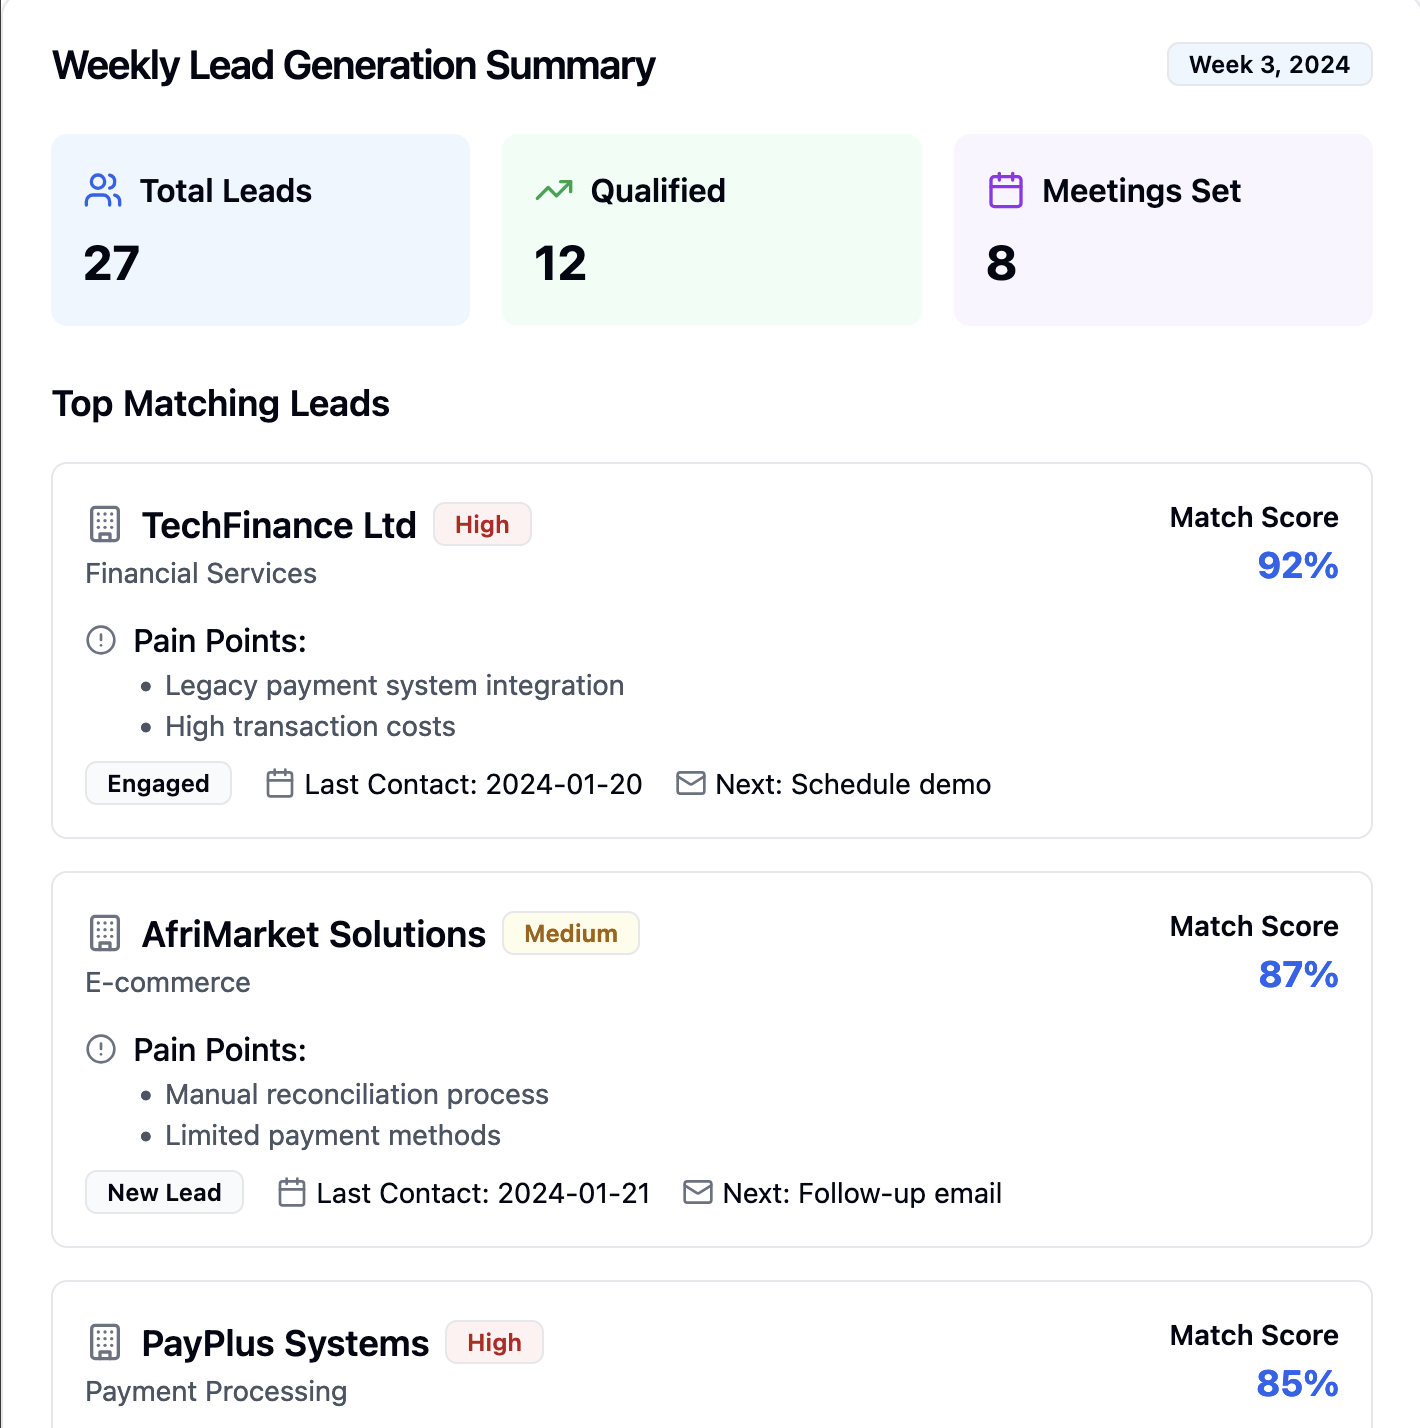 Weekly Lead Generation Summary
Week 3, 2024
Total Leads
27
Qualified
12
Meetings Set
8
Top Matching Leads
TechFinance Ltd High
Financial Services
Match Score
92%
Pain Points:
• Legacy payment system integration
• High transaction costs
Engaged Last Contact: 2024-01-20 Next: Schedule demo
AfriMarket Solutions Medium
E-commerce
Match Score
87%
Pain Points:
• Manual reconciliation process
• Limited payment methods
New Lead Last Contact: 2024-01-21 Next: Follow-up email
PayPlus Systems High
Payment Processing
Match Score
85%